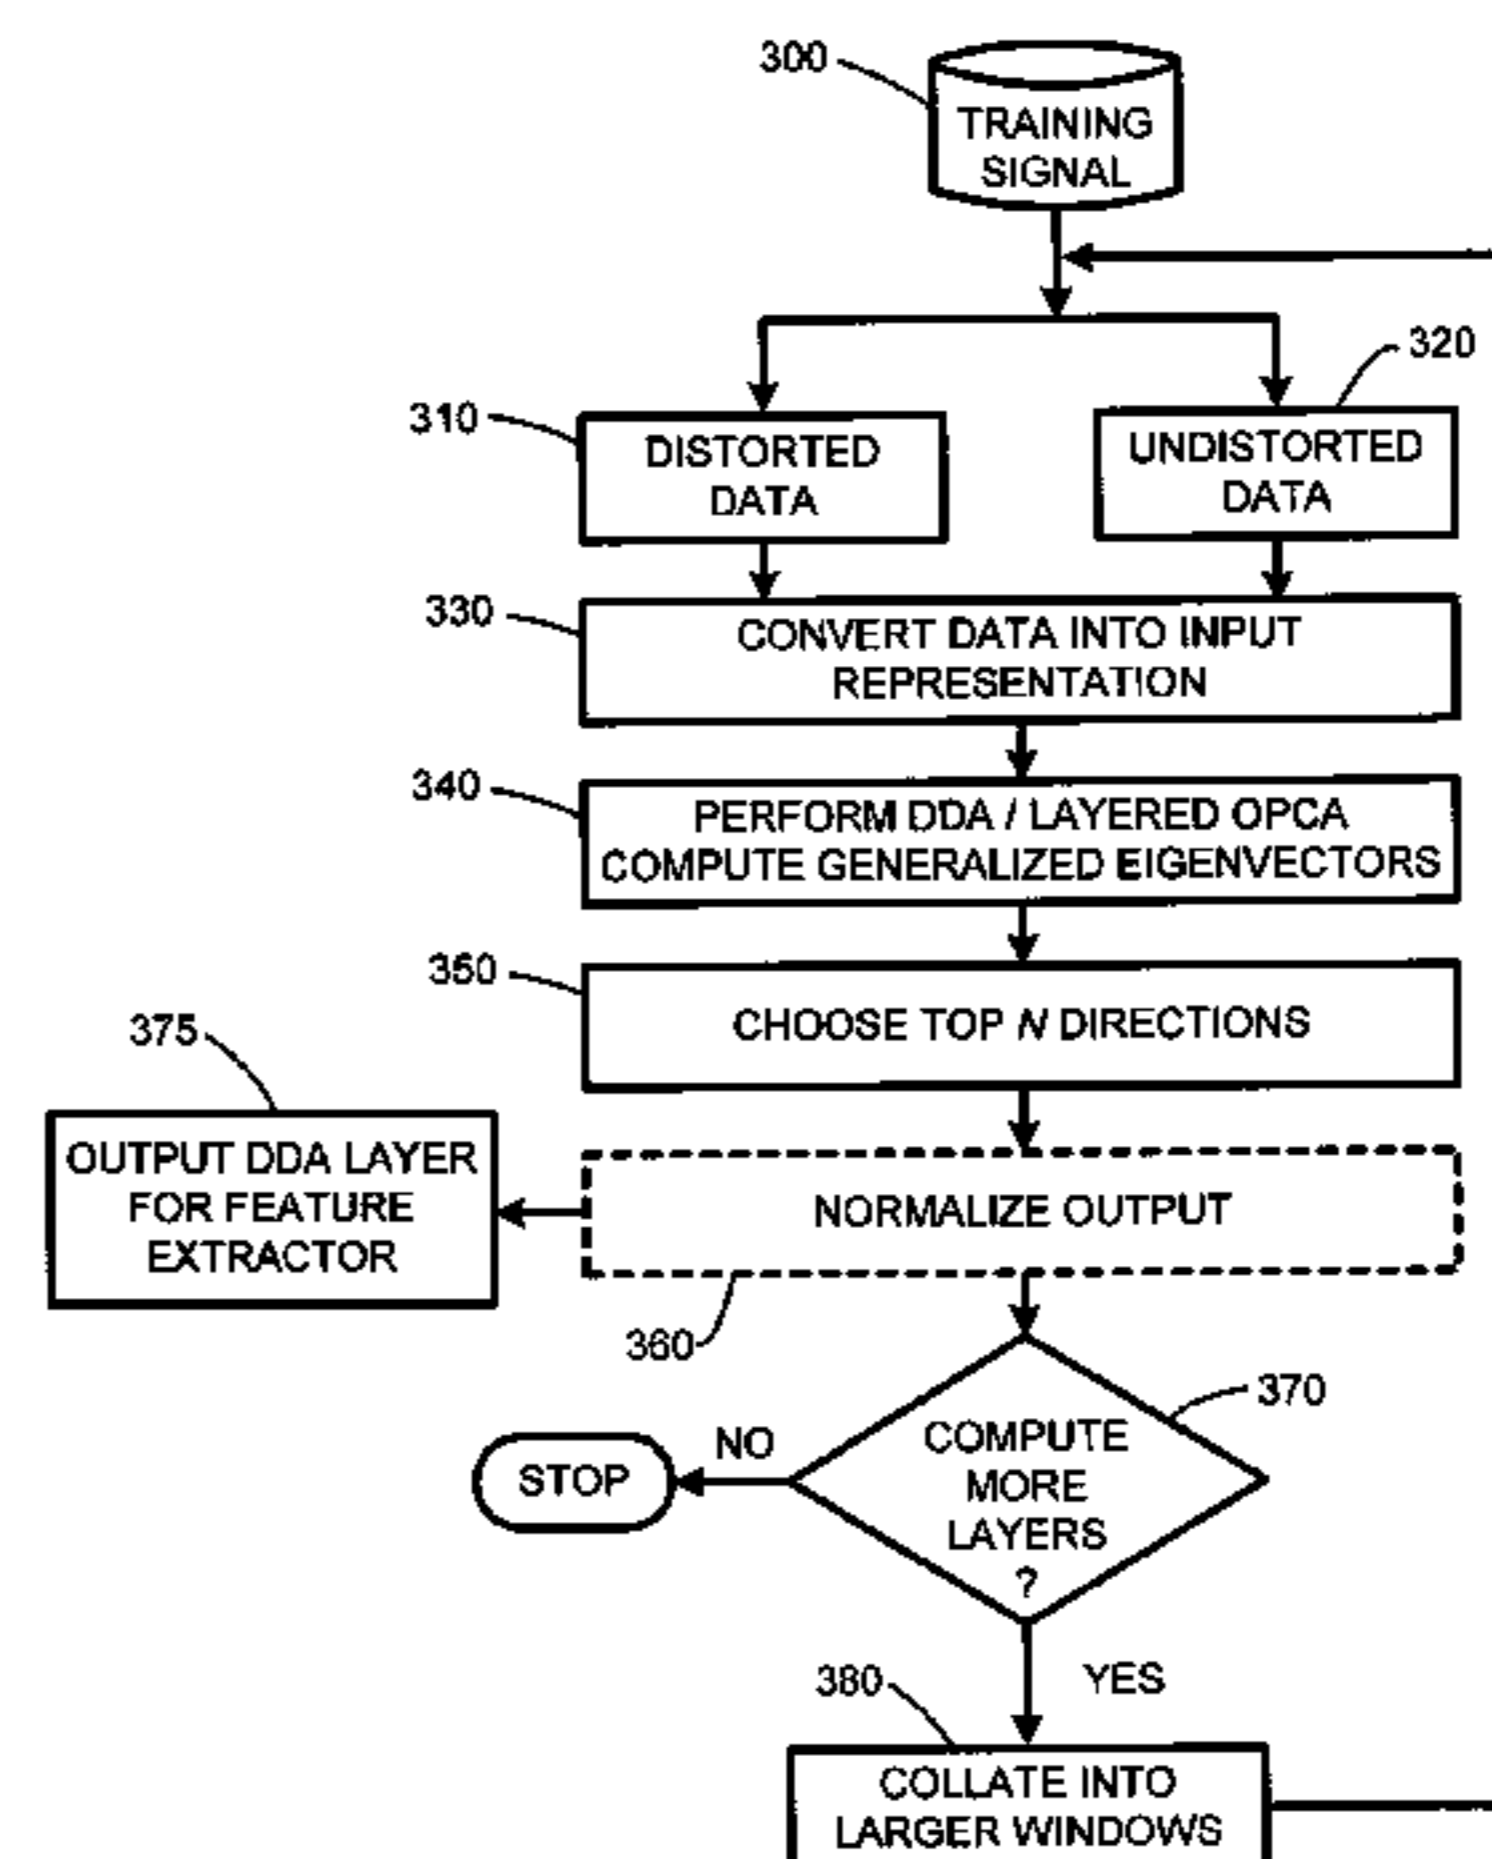 300
TRAINING
SIGNAL
320
310
DISTORTED
DATA
UNDISTORTED
DATA
330
CONVERT DATA INTO INPUT
REPRESENTATION
340
PERFORM DDA / LAYERED OPCA
COMPUTE GENERALIZED EIGENVECTORS
350
CHOOSE TOP N DIRECTIONS
375
OUTPUT DDA LAYER
FOR FEATURE
EXTRACTOR
NORMALIZE OUTPUT
360
370
COMPUTE
MORE
LAYERS
?
NO
STOP
YES
380
COLLATE INTO
LARGER WINDOWS